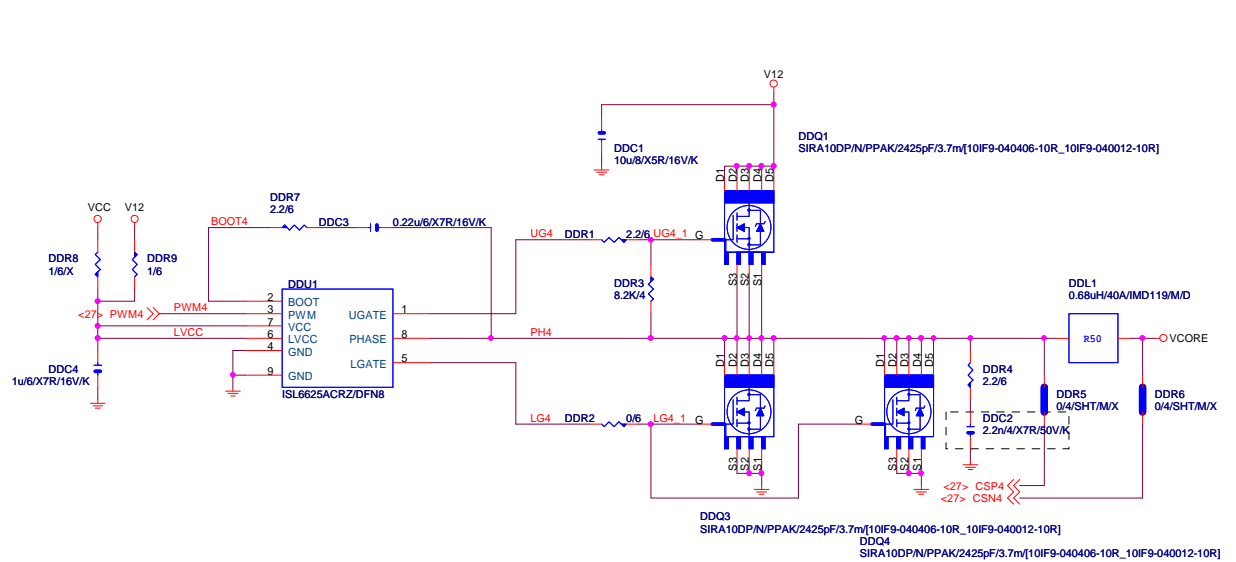 V12
DDC1
10u/8/X5R/16V/K
DDQ1
SIRA10DP/N/PPAK/2425pF/3.7m/[10IF9-040406-10R_10IF9-040012-10R]
D1
D2
D3
D4
D5
VCC
V12
DDR7
2.2/6
BOOT4
DDC3
0.22u/6/X7R/16V/K
UG4
DDR1
2.2/6
UG4_1
G
DDR8
1/6/X
DDR9
1/6
DDR3
8.2K/4
S3
S2
S1
DDU1
DDL1
0.68uH/40A/IMD119/M/D
<27> PWM4
PWM4
LVCC
2
3
7
6
4
9
BOOT
PWM
VCC
LVCC
GND
GND
UGATE
PHASE
LGATE
1
8
5
PH4
R50
VCORE
D1
D2
D3
D4
D5
D1
D2
D3
D4
D5
DDC4
1u/6/X7R/16V/K
ISL6625ACRZ/DFN8
DDR4
2.2/6
DDR5
0/4/SHT/M/X
DDR6
0/4/SHT/M/X
LG4
DDR2
0/6
LG4_1
G
G
DDC2
2.2n/4/X7R/50V/K
S3
S2
S1
S3
S2
S1
<27> CSP4
<27> CSN4
DDQ3
SIRA10DP/N/PPAK/2425pF/3.7m/[10IF9-040406-10R_10IF9-040012-10R]
DDQ4
SIRA10DP/N/PPAK/2425pF/3.7m/[10IF9-040406-10R_10IF9-040012-10R]